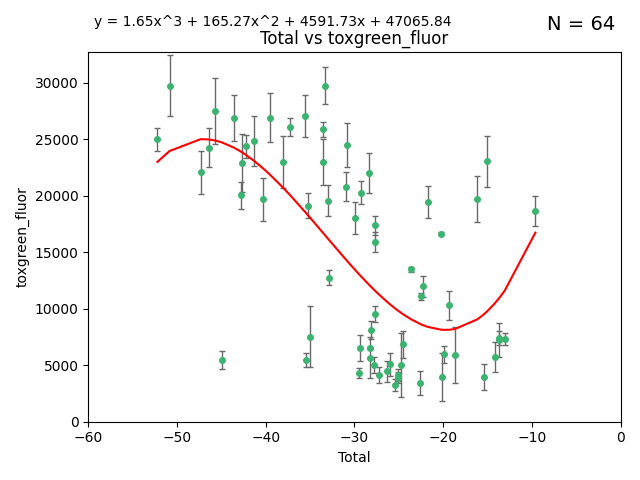 y = 1.65x^3 + 165.27x^2 + 4591.73x + 47065.84
N = 64
Total vs toxgreen_fluor
30000
25000
20000
15000
10000
5000
0
toxgreen_fluor
−60
−50
−40
−30
−20
−10
0
Total